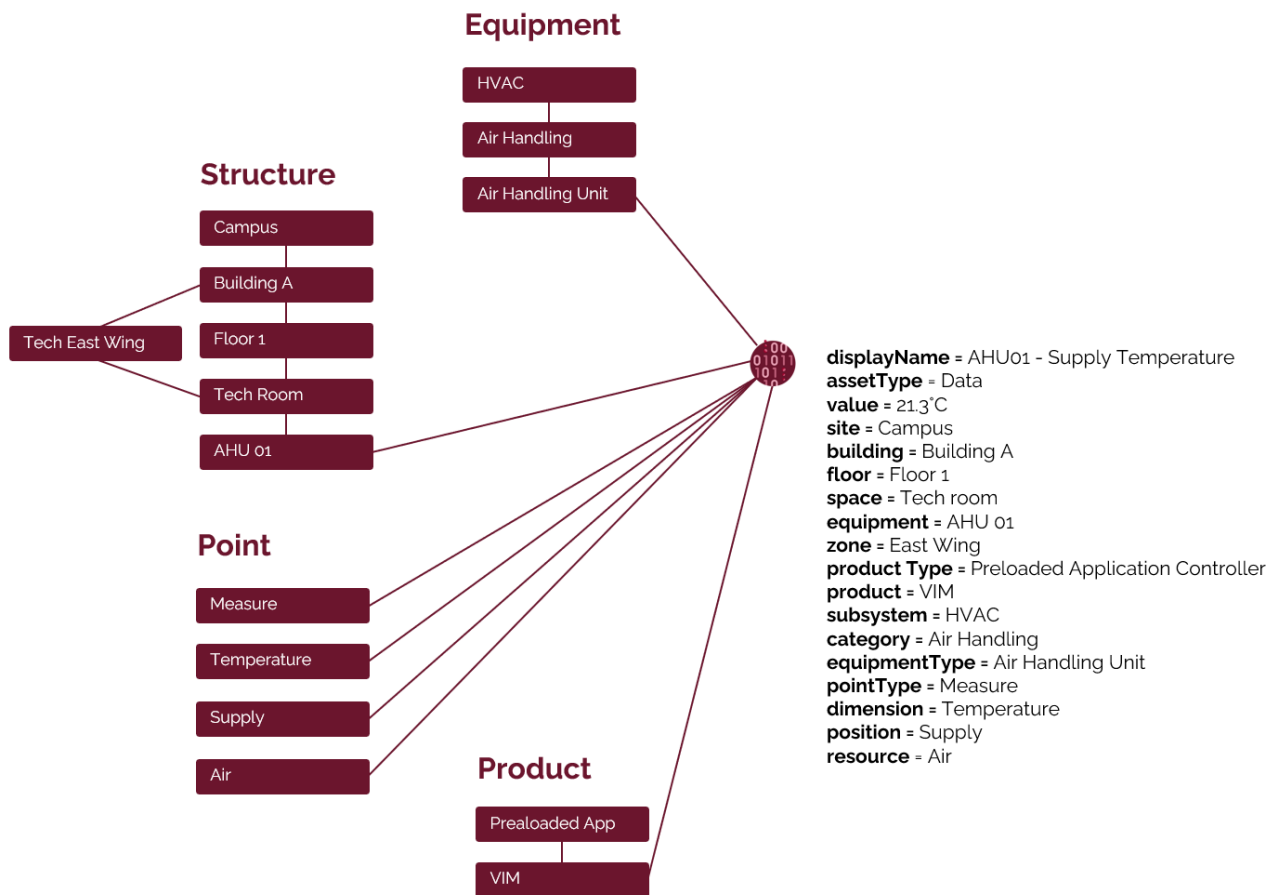 Equipment
HVAC
Air Handling
Air Handling Unit
Structure
Campus
Building A
Tech East Wing
Floor 1
Tech Room
AHU 01
Point
Measure
Temperature
Supply
Air
Product
Prealoaded App
VIM
:00
01011
101:
10
displayName = AHU01 - Supply Temperature
assetType = Data
value = 21.3°C
site = Campus
building = Building A
floor = Floor 1
space = Tech room
equipment = AHU 01
zone = East Wing
product Type = Preloaded Application Controller
product = VIM
subsystem = HVAC
category = Air Handling
equipmentType = Air Handling Unit
pointType = Measure
dimension = Temperature
position = Supply
resource = Air